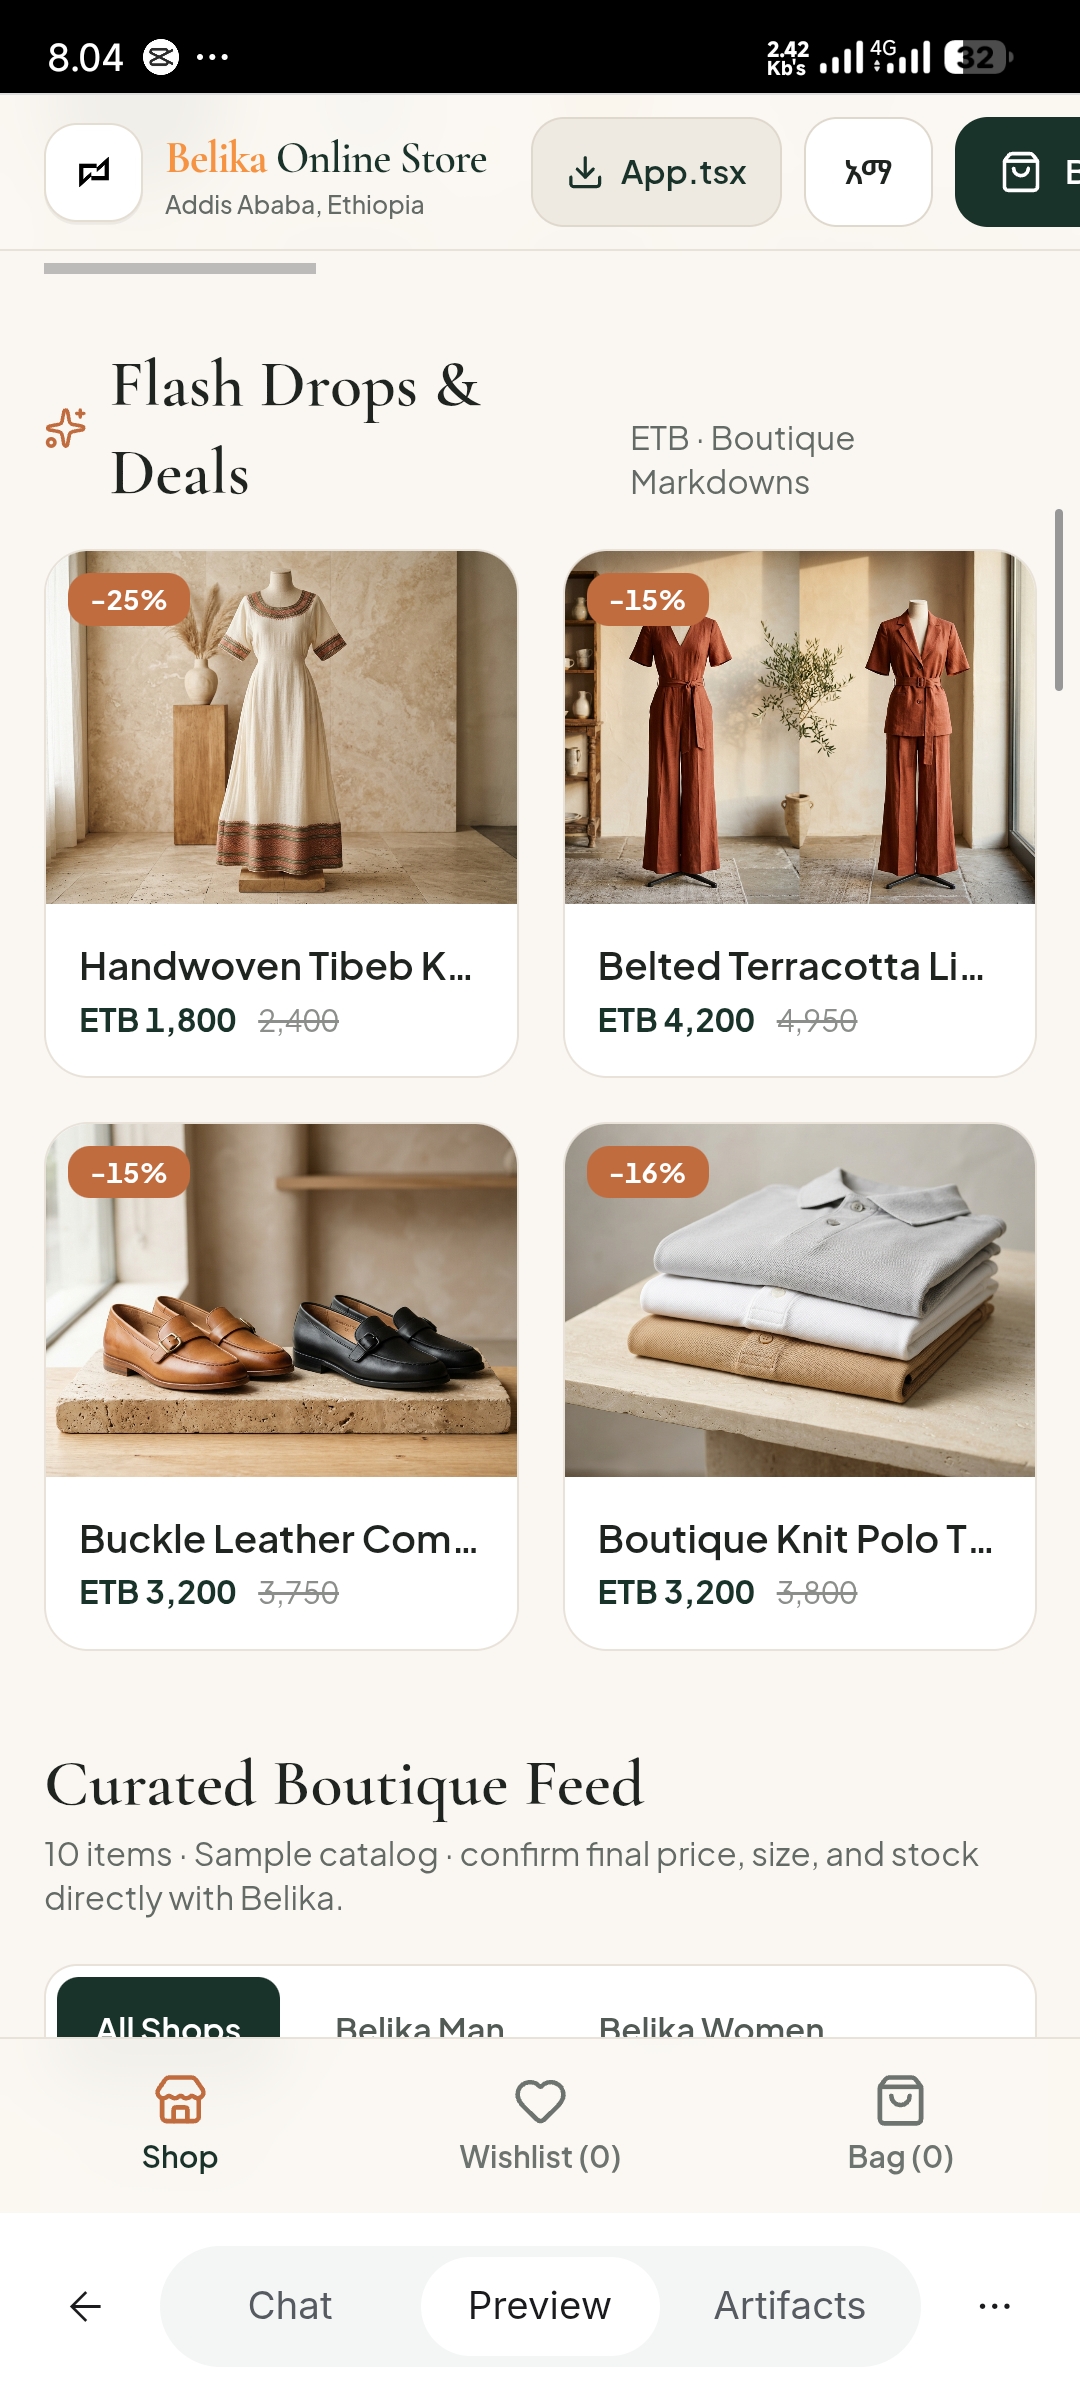 8.04
2.42
Kb's
4G
32
Belika Online Store
Addis Ababa, Ethiopia
App.tsx
አማ
Flash Drops &
Deals
ETB · Boutique
Markdowns
-25%
-15%
Handwoven Tibeb K...
ETB 1,800 2,400
Belted Terracotta Li...
ETB 4,200 4,950
-15%
-16%
Buckle Leather Com...
ETB 3,200 3,750
Boutique Knit Polo T...
ETB 3,200 3,800
Curated Boutique Feed
10 items · Sample catalog · confirm final price, size, and stock
directly with Belika.
All Shops
Belika Man
Belika Women
Shop
Wishlist (0)
Bag (0)
Chat
Preview
Artifacts